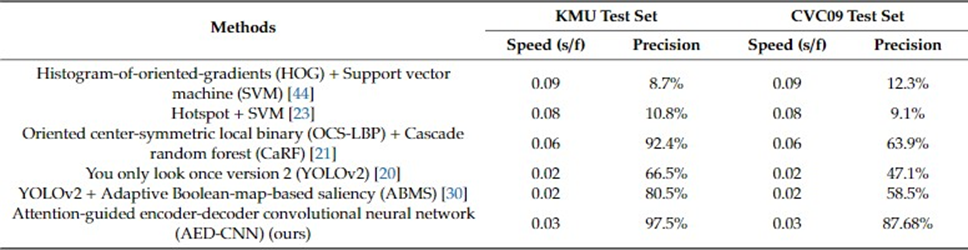 Methods KMU Test Set CVC09 Test Set
Speed (s/f) Precision Speed (s/f) Precision
Histogram-of-oriented-gradients (HOG) + Support vector
machine (SVM) [44] 0.09 8.7% 0.09 12.3%
Hotspot + SVM [23] 0.08 10.8% 0.08 9.1%
Oriented center-symmetric local binary (OCS-LBP) + Cascade
random forest (CaRF) [21] 0.06 92.4% 0.06 63.9%
You only look once version 2 (YOLOv2) [20] 0.02 66.5% 0.02 47.1%
YOLOv2 + Adaptive Boolean-map-based saliency (ABMS) [30] 0.02 80.5% 0.02 58.5%
Attention-guided encoder-decoder convolutional neural network
(AED-CNN) (ours) 0.03 97.5% 0.03 87.68%